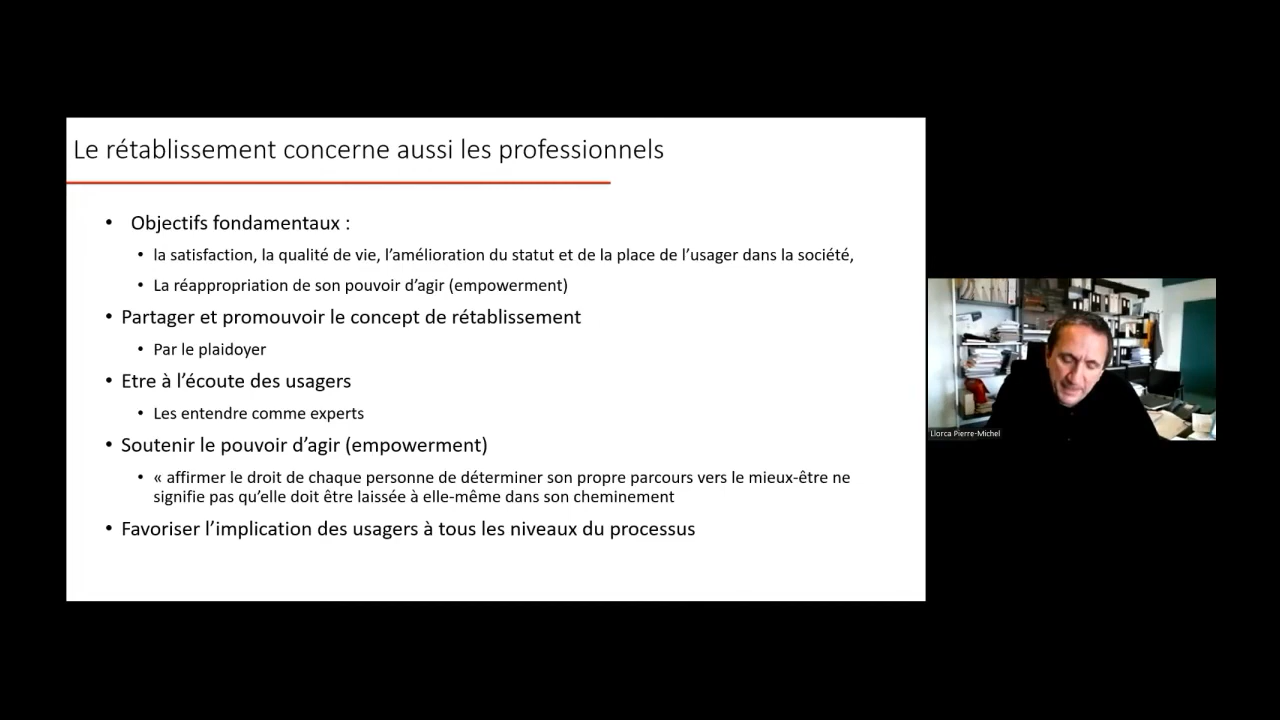 Le rétablissement concerne aussi les professionnels
• Objectifs fondamentaux :
• la satisfaction, la qualité de vie, l’amélioration du statut et de la place de l’usager dans la société,
• La réappropriation de son pouvoir d’agir (empowerment)
• Partager et promouvoir le concept de rétablissement
• Par le plaidoyer
• Etre à l’écoute des usagers
• Les entendre comme experts
• Soutenir le pouvoir d’agir (empowerment)
• « affirmer le droit de chaque personne de déterminer son propre parcours vers le mieux-être ne
signifie pas qu’elle doit être laissée à elle-même dans son cheminement
• Favoriser l’implication des usagers à tous les niveaux du processus
Llorca Pierre-Michel